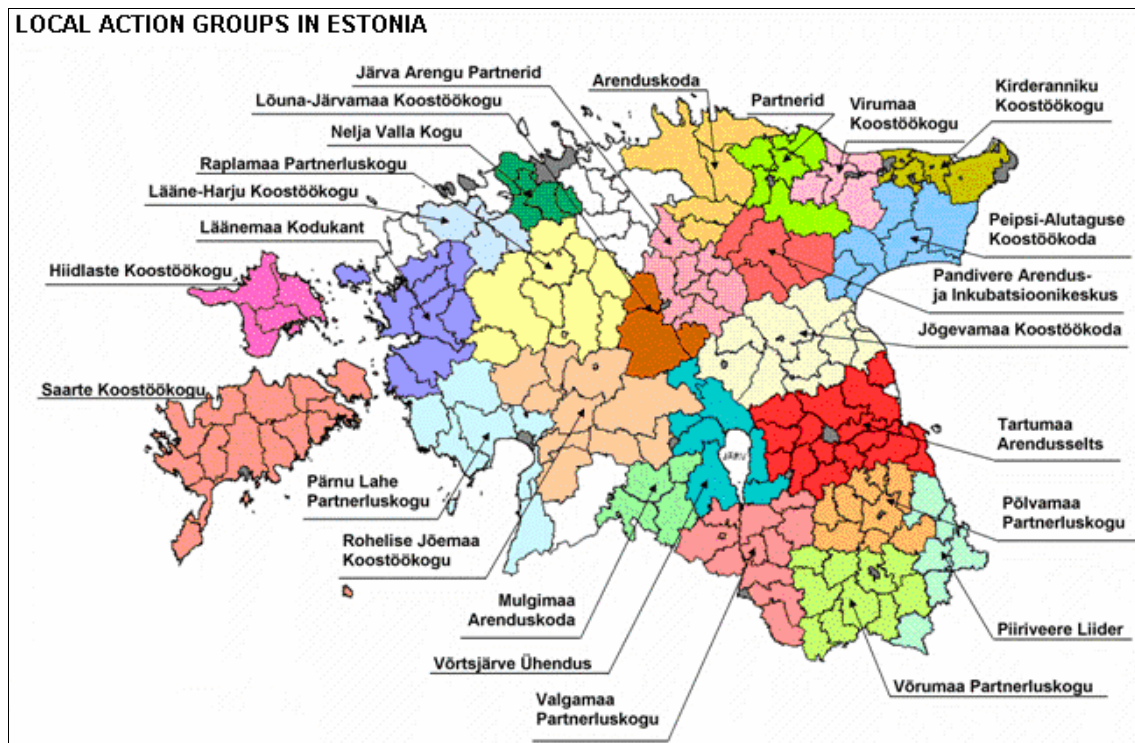 LOCAL ACTION GROUPS IN ESTONIA
Järva Arengu Partnerid
Lõuna-Järvamaa Koostöökogu
Nelja Valla Kogu
Raplamaa Partnerluskogu
Lääne-Harju Koostöökogu
Läänemaa Kodukant
Hiidlaste Koostöökogu
Saarte Koostöökogu
Arenduskoda
Partnerid
Virumaa
Koostöökogu
Kirderanniku
Koostöökogu
Peipsi-Alutaguse
Koostöökoda
Pandivere Arendus-
ja Inkubatsioonikeskus
Jõgevamaa Koostöökoda
Tartumaa
Arendusselts
Põlvamaa
Partnerluskogu
Piiriveere Liider
Võrumaa Partnerluskogu
Valgamaa
Partnerluskogu
Võrtsjärve Ühendus
Mulgimaa
Arenduskoda
Rohelise Jõemaa
Koostöökogu
Pärnu Lahe
Partnerluskogu
JÄRV